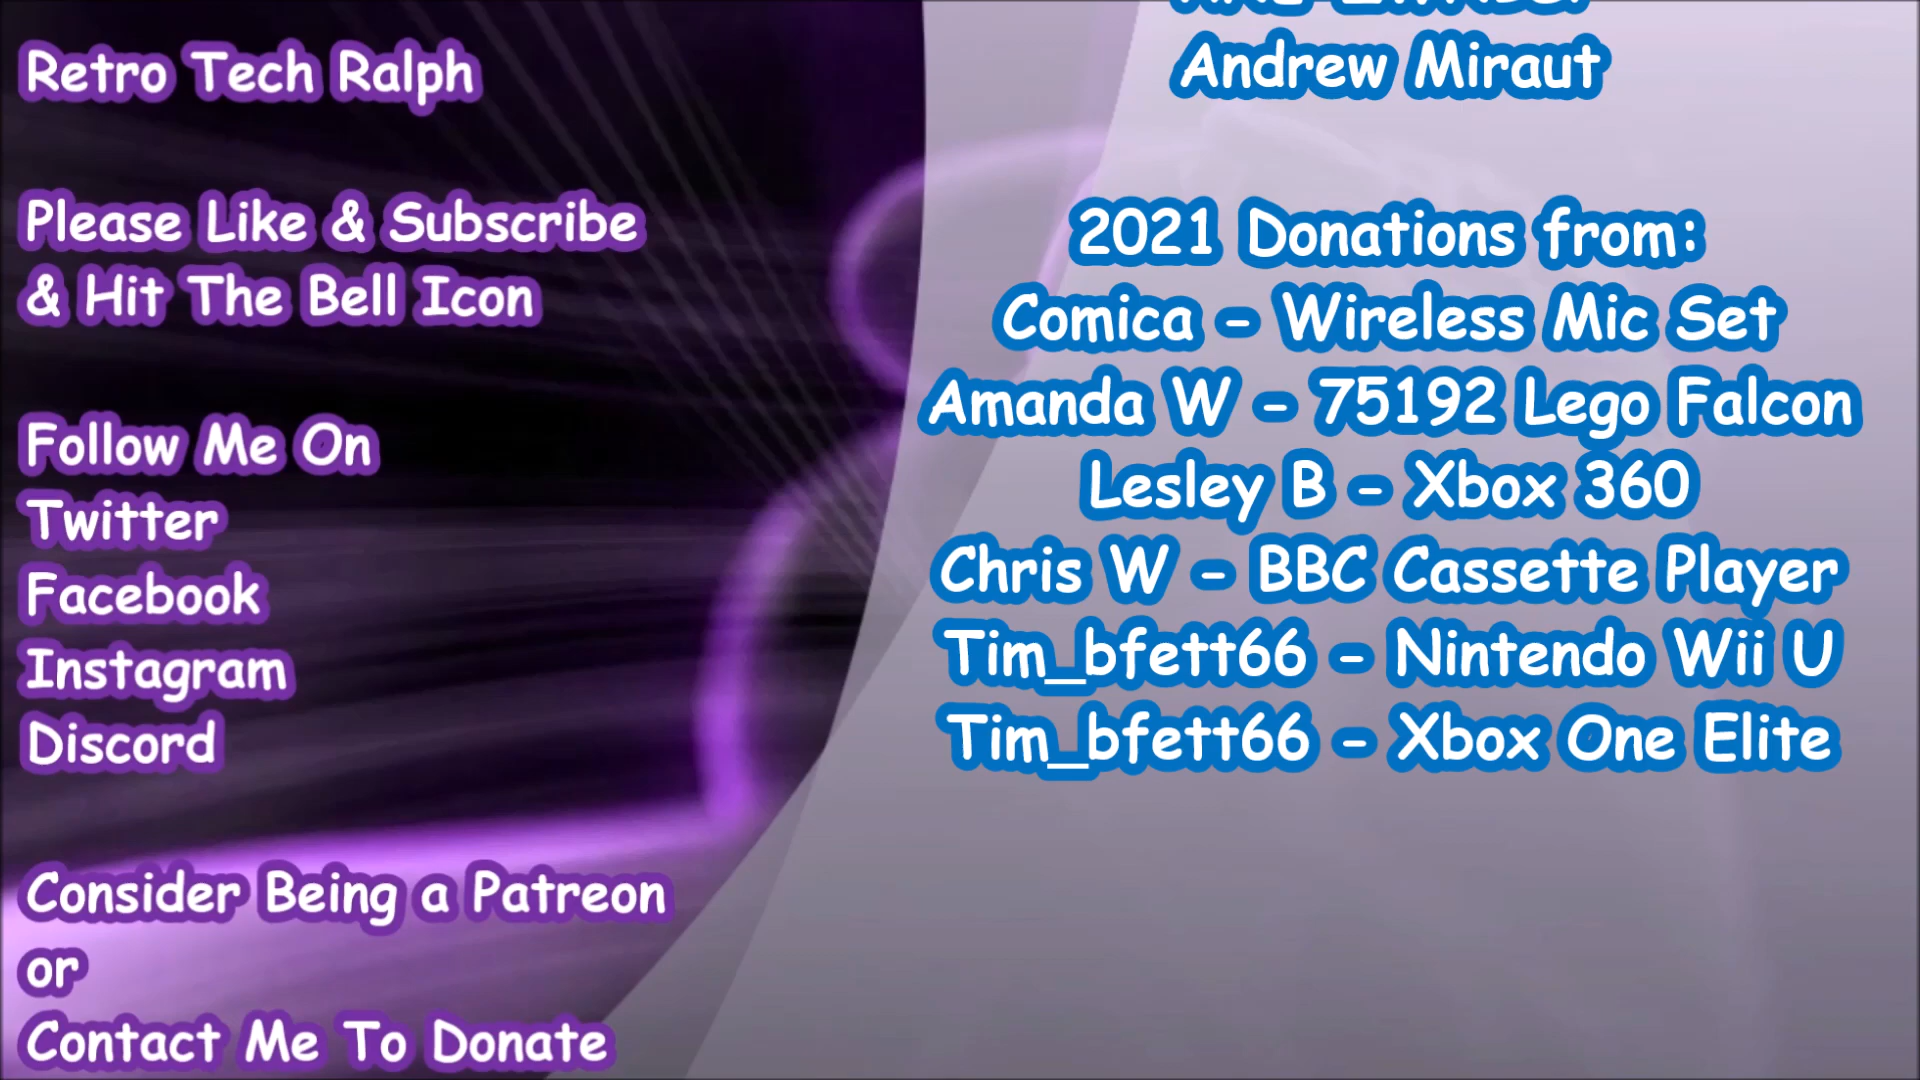 Retro Tech Ralph
Please Like & Subscribe
& Hit The Bell Icon
Follow Me On
Twitter
Facebook
Instagram
Discord
Consider Being a Patreon
or
Contact Me To Donate
Andrew Miraut
2021 Donations from:
Comica - Wireless Mic Set
Amanda W - 75192 Lego Falcon
Lesley B - Xbox 360
Chris W - BBC Cassette Player
Tim_bfett66 - Nintendo Wii U
Tim_bfett66 - Xbox One Elite